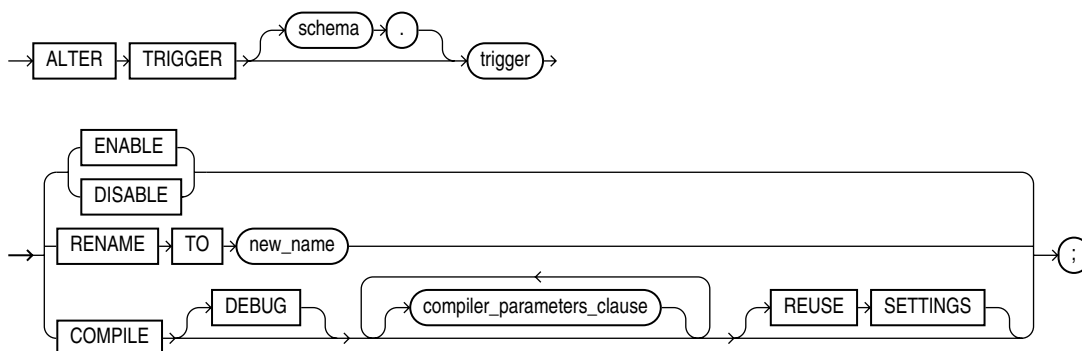 schema .
ALTER TRIGGER trigger
ENABLE
DISABLE
RENAME TO new_name ;
DEBUG compiler_parameters_clause REUSE SETTINGS
COMPILE